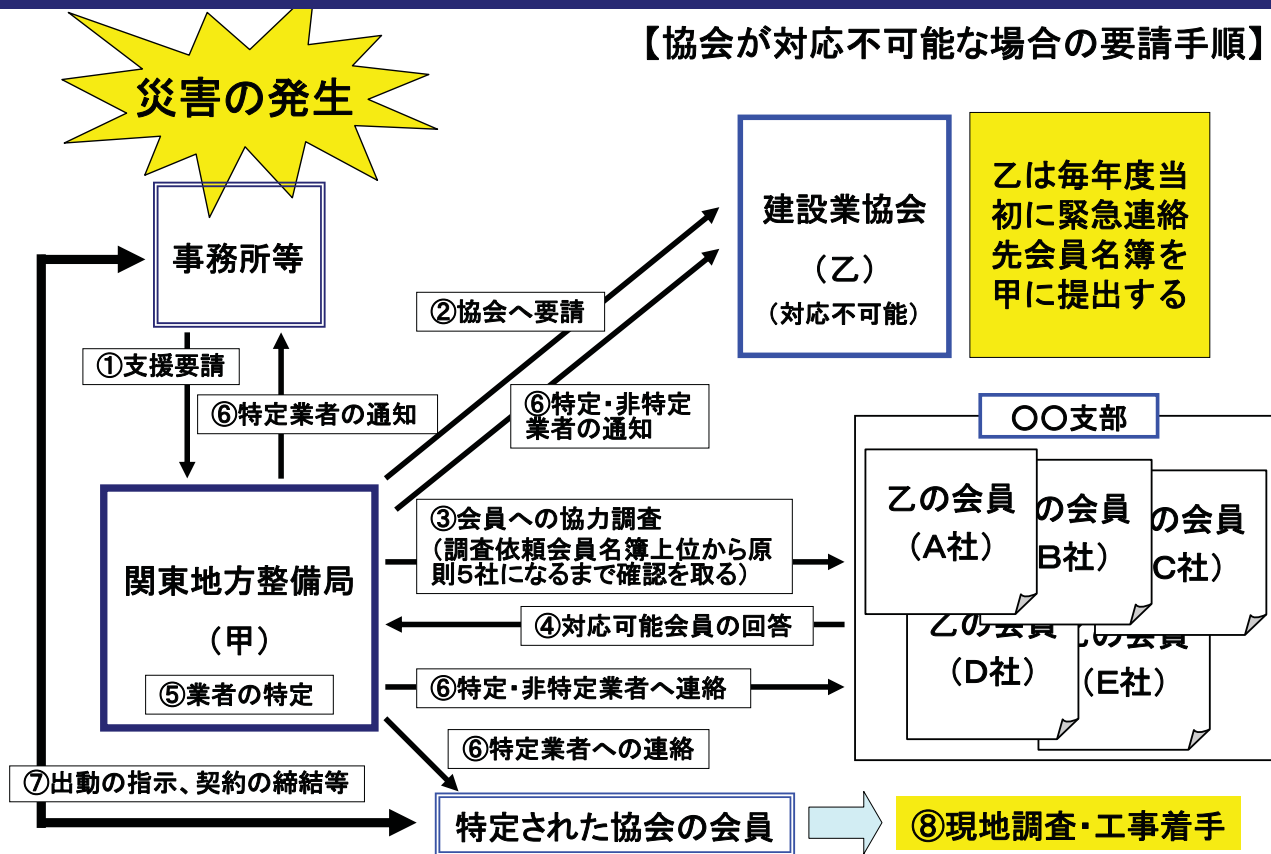 【協会が対応不可能な場合の要請手順】
災害の発生
事務所等
建設業協会
（乙）
（対応不可能）
乙は毎年度当
初に緊急連絡
先会員名簿を
甲に提出する
①支援要請
②協会へ要請
⑥特定業者の通知
⑥特定・非特定
業者の通知
〇〇支部
乙の会員
（A社）
の会員
B社）
の会員
C社）
乙の会員
（D社）
の会員
（E社）
関東地方整備局
（甲）
⑤業者の特定
③会員への協力調査
（調査依頼会員名簿上位から原
則５社になるまで確認を取る）
④対応可能会員の回答
⑥特定・非特定業者へ連絡
⑥特定業者への連絡
⑦出動の指示、契約の締結等
特定された協会の会員
⑧現地調査・工事着手